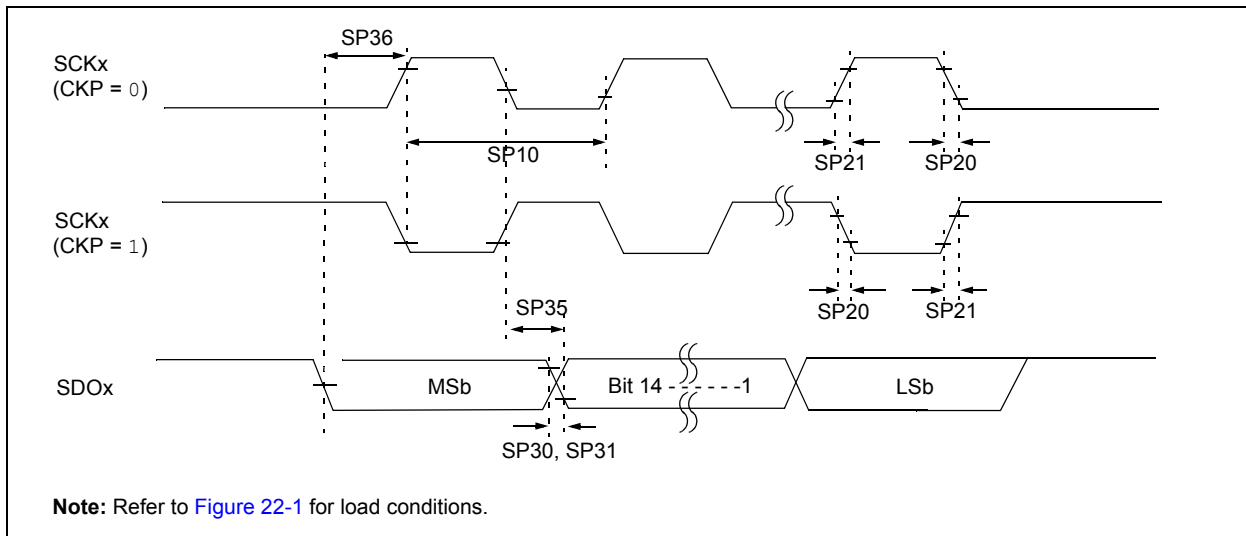 SP36
SCKx
(CKP = 0)
SP10
SP21
SP20
SCKx
(CKP = 1)
SP35
SP20
SP21
SDOx
MSb
Bit 14 - - - - - -1
LSb
SP30, SP31
Note: Refer to Figure 22-1 for load conditions.